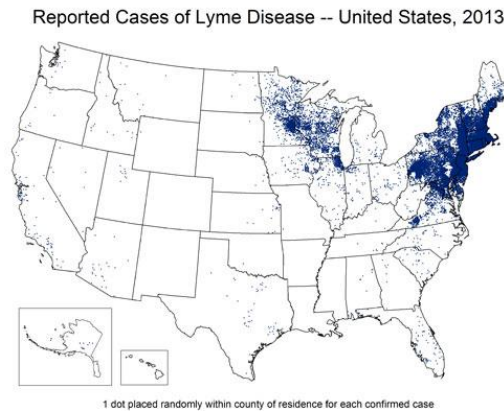 Reported Cases of Lyme Disease -- United States, 2013
1 dot placed randomly within county of residence for each confirmed case